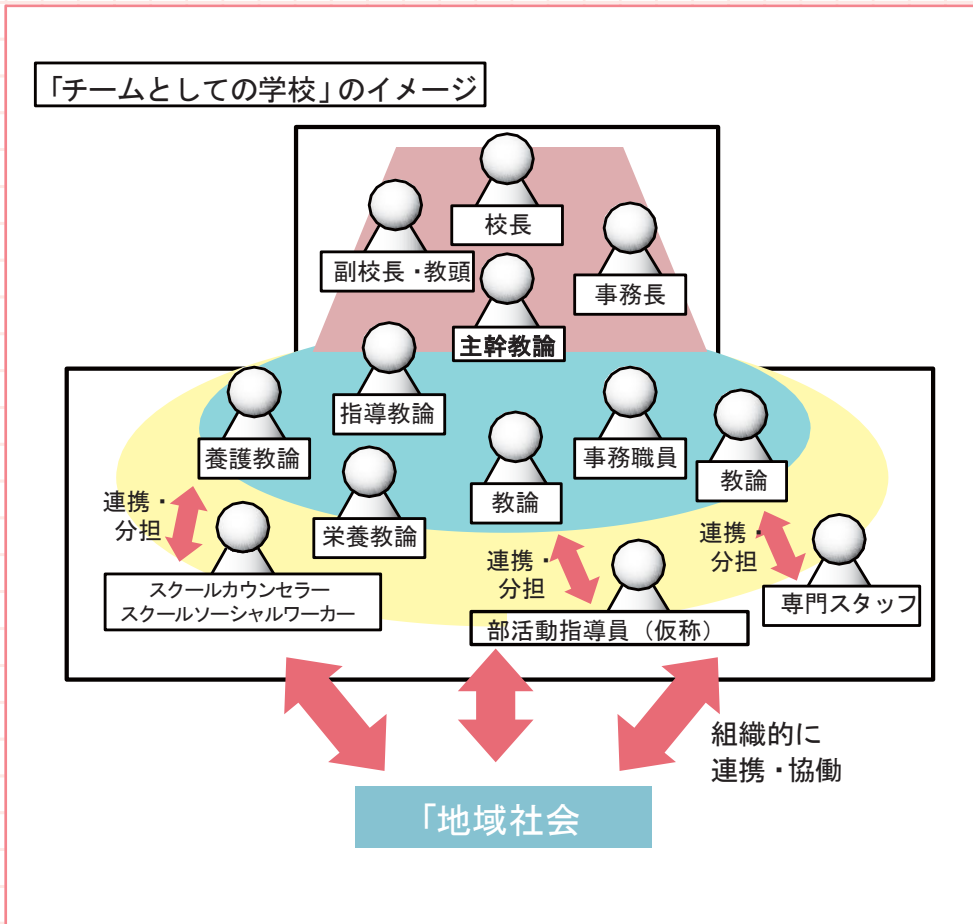 「チームとしての学校」のイメージ
校長
副校長・教頭
事務長
主幹教論
指導教論
養護教論
事務職員
教論
教論
栄養教論
連携・
分担
連携・
分担
連携・
分担
スクールカウンセラー
スクールソーシャルワーカー
部活動指導員（仮称）
専門スタッフ
組織的に
連携・協働
「地域社会